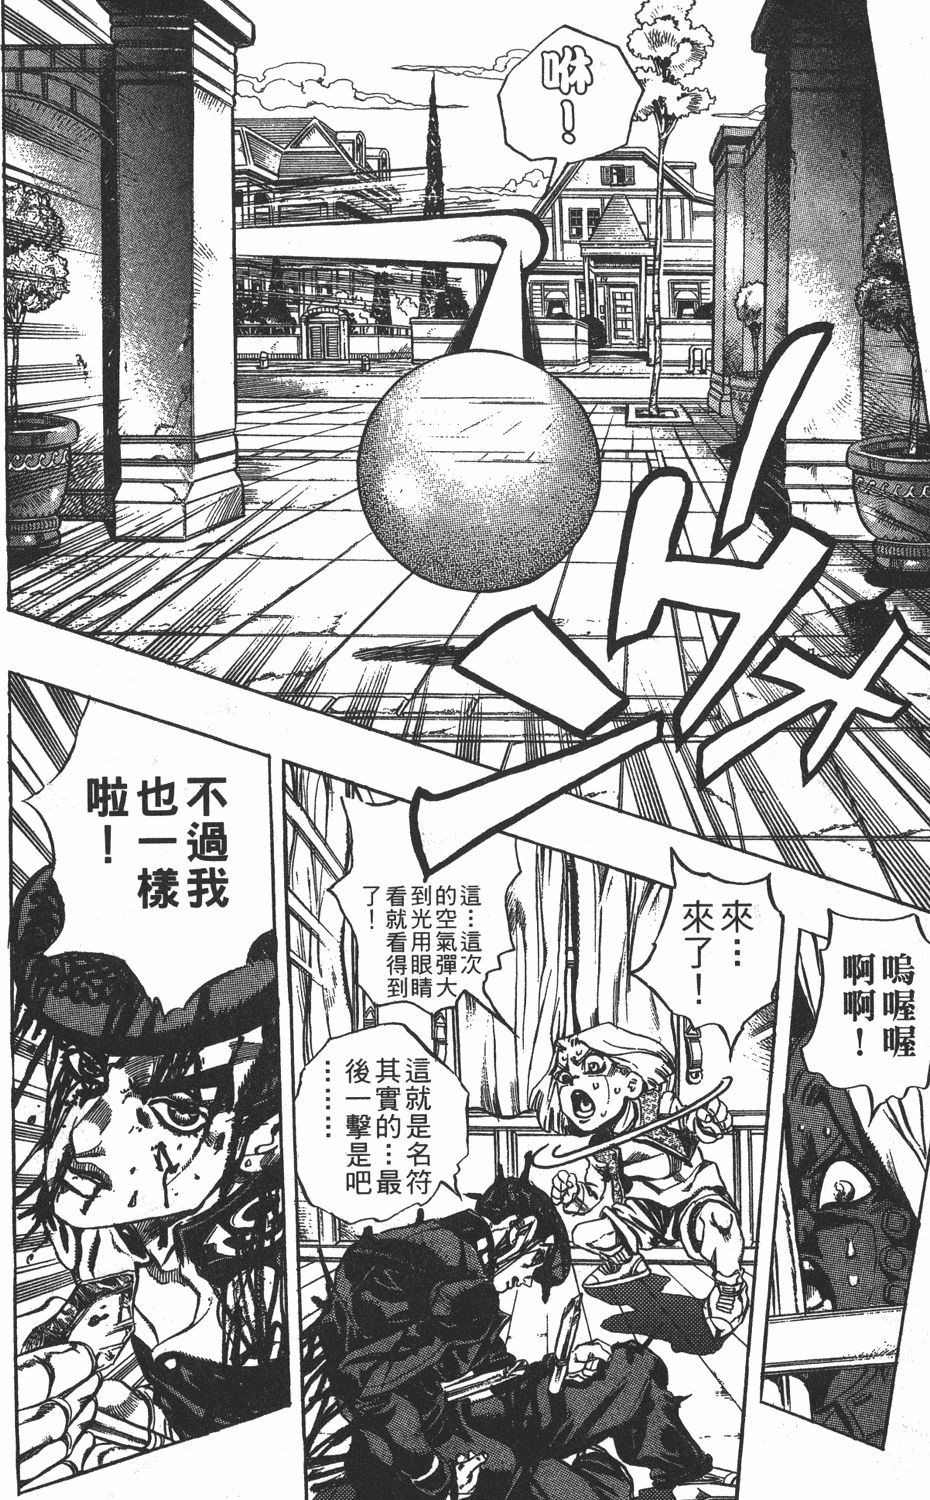 咻！
嗚喔喔
啊啊！
來…
來了！
這…這次
的空氣彈大
到光用眼睛
看就看得到
了！
這就是名符
其實的…最
後一擊是吧
………
不過我
也一樣
啦！